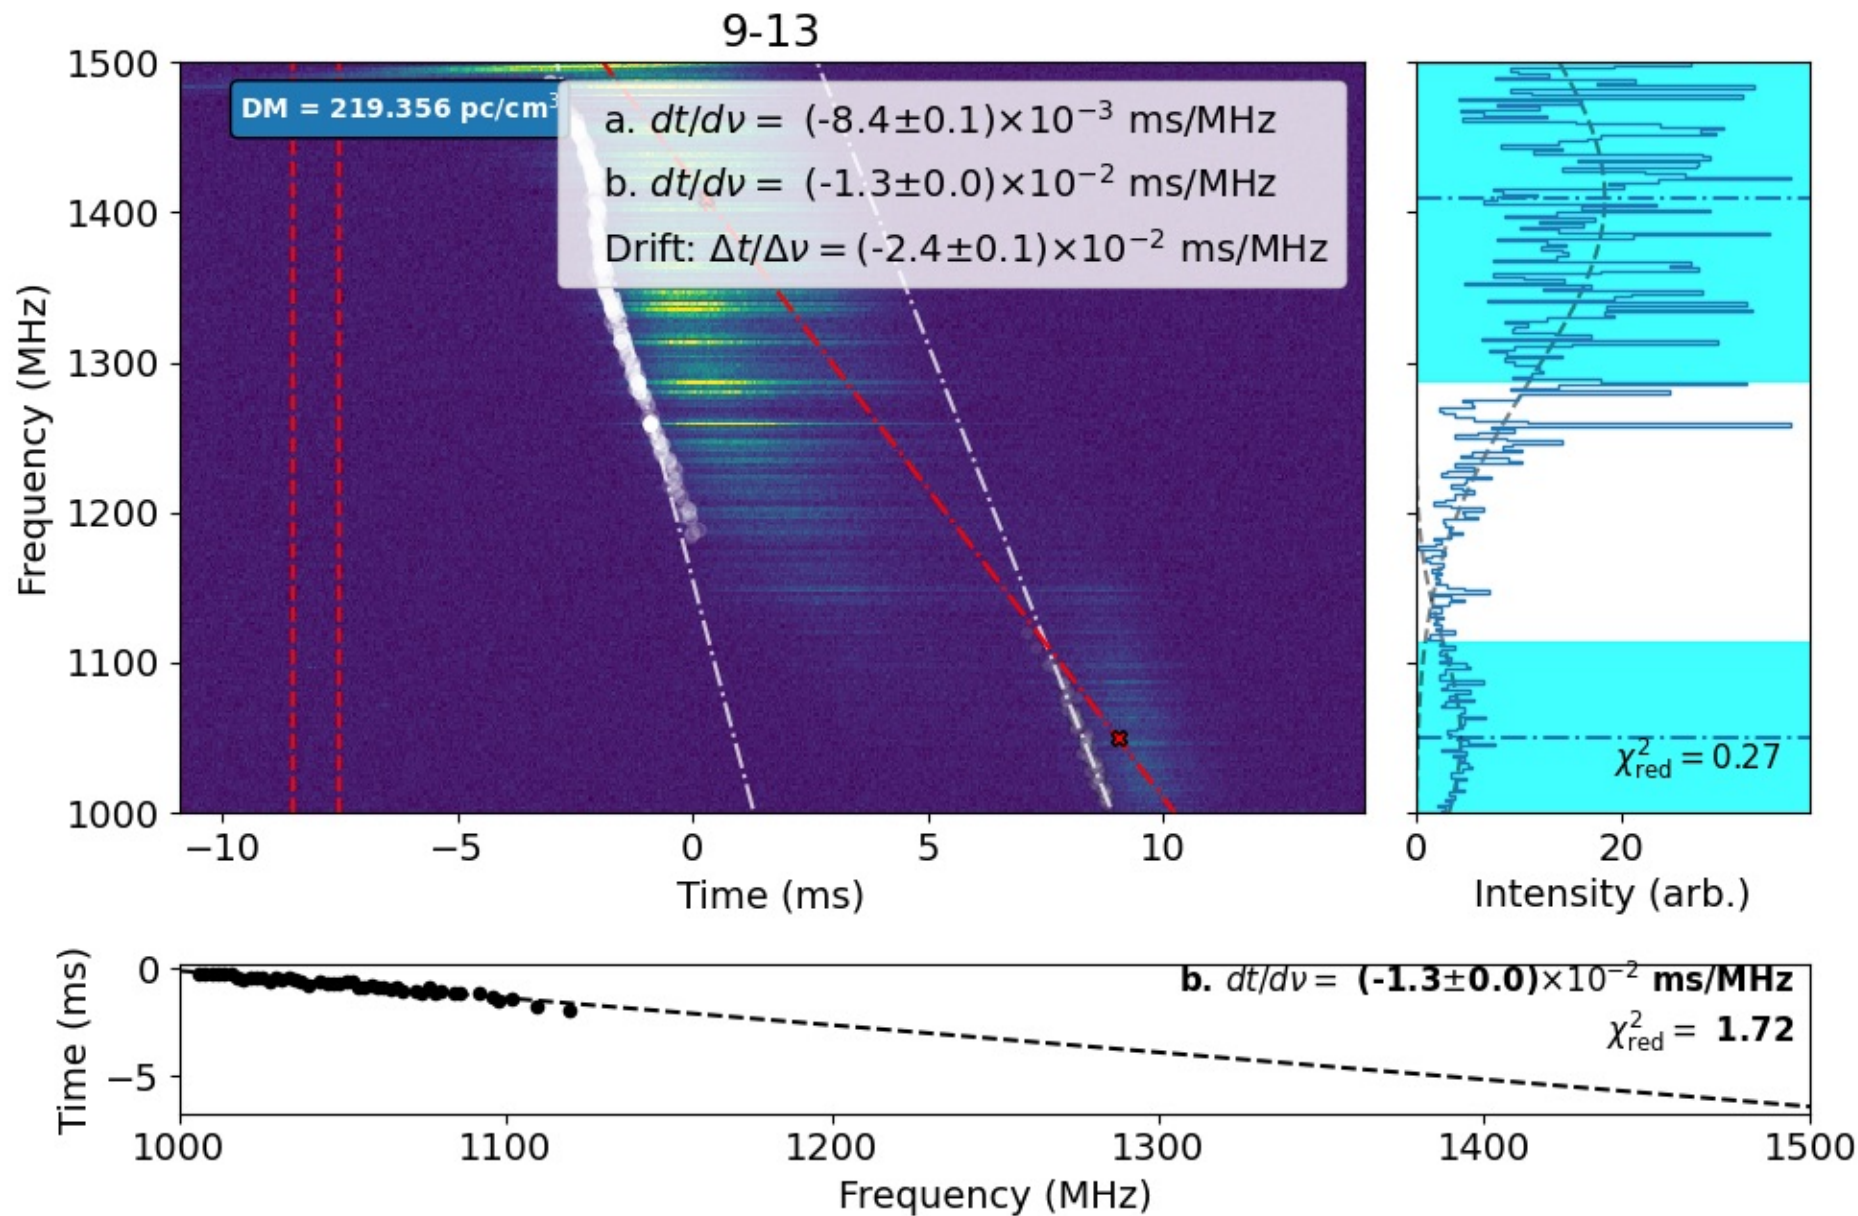 9-13
1500
1400
1300
1200
1100
1000
Frequency (MHz)
DM = 219.356 pc/cm³
a. dt/dν = (-8.4±0.1)×10⁻³ ms/MHz
b. dt/dν = (-1.3±0.0)×10⁻² ms/MHz
Drift: Δt/Δν = (-2.4±0.1)×10⁻² ms/MHz
−10 −5 0 5 10
Time (ms)
χ²red = 0.27
0 20
Intensity (arb.)
0
−5
Time (ms)
b. dt/dν = (-1.3±0.0)×10⁻² ms/MHz
χ²red = 1.72
1000 1100 1200 1300 1400 1500
Frequency (MHz)